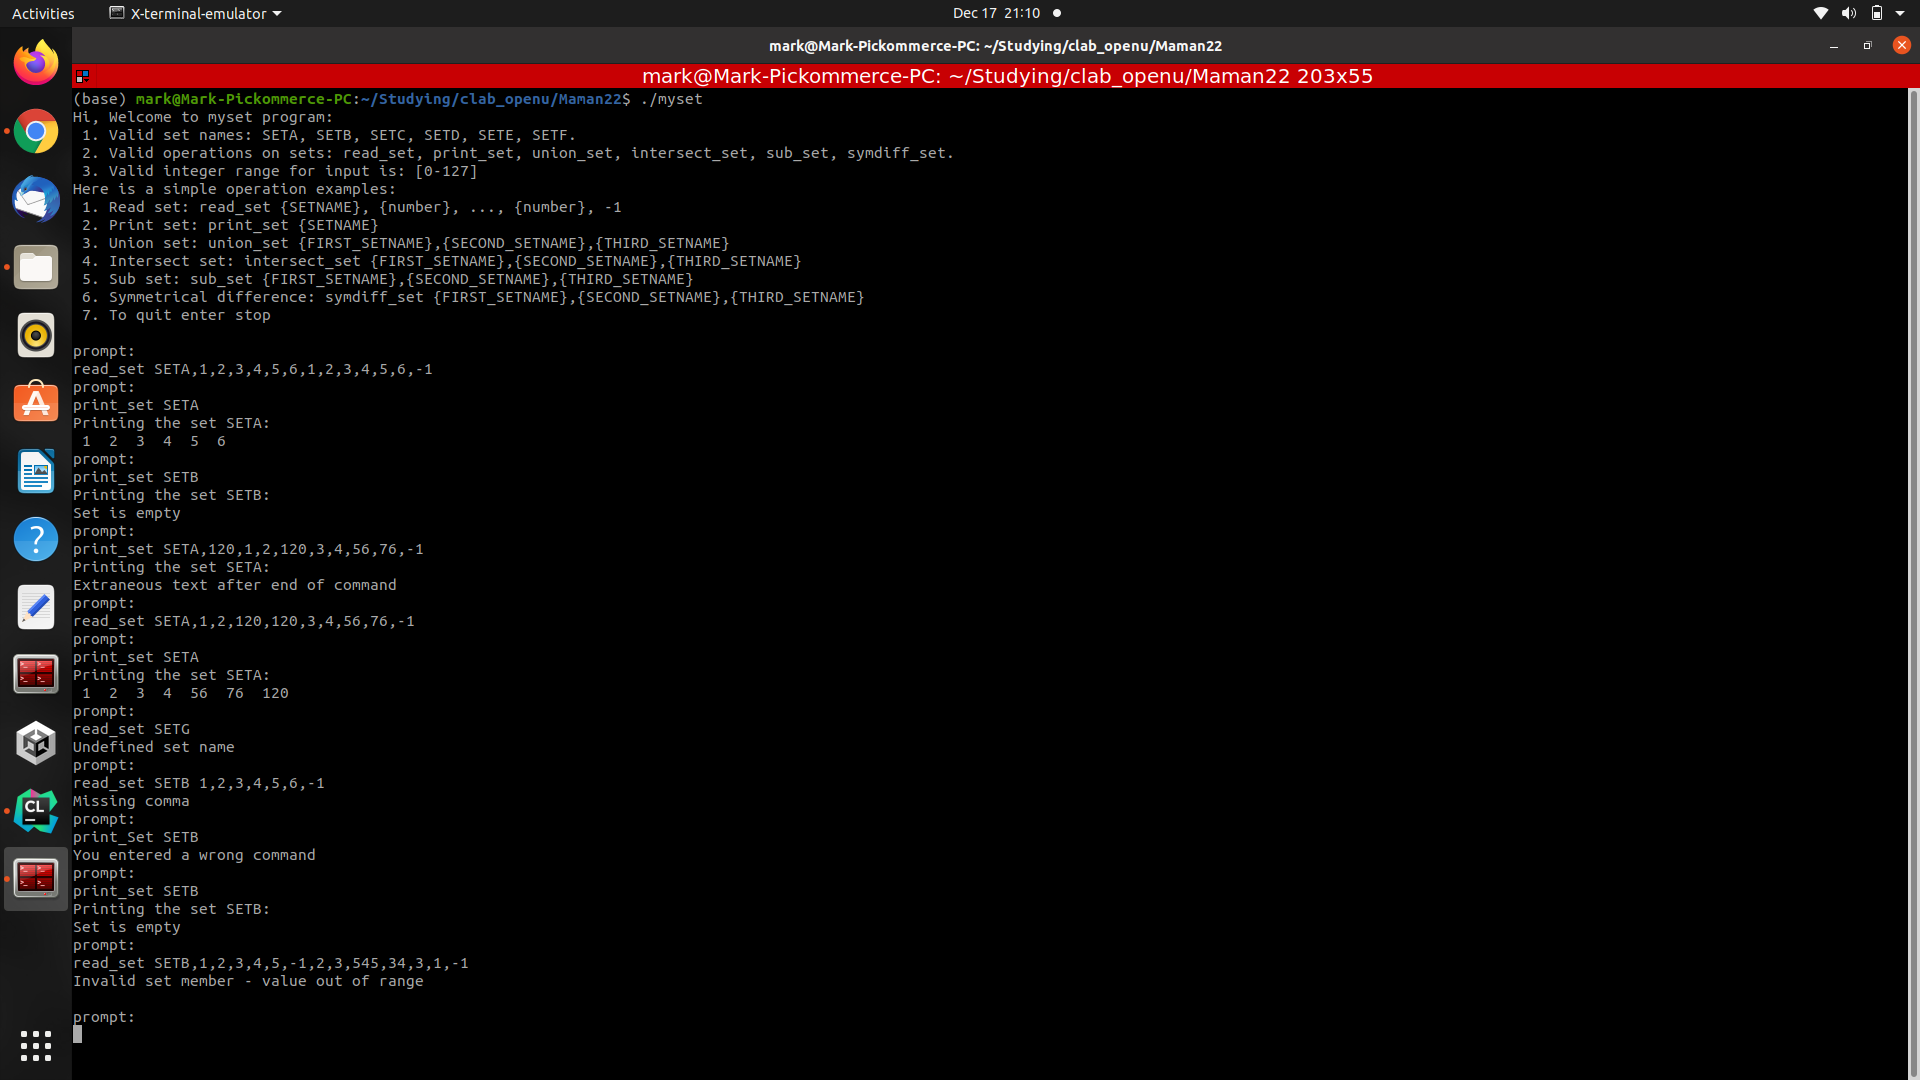 Activities X-terminal-emulator Dec 17 21:10
mark@Mark-Pickommerce-PC: ~/Studying/clab_openu/Maman22
mark@Mark-Pickommerce-PC: ~/Studying/clab_openu/Maman22 203x55
(base) mark@Mark-Pickommerce-PC:~/Studying/clab_openu/Maman22$ ./myset
Hi, Welcome to myset program:
 1. Valid set names: SETA, SETB, SETC, SETD, SETE, SETF.
 2. Valid operations on sets: read_set, print_set, union_set, intersect_set, sub_set, symdiff_set.
 3. Valid integer range for input is: [0-127]
Here is a simple operation examples:
 1. Read set: read_set {SETNAME}, {number}, ..., {number}, -1
 2. Print set: print_set {SETNAME}
 3. Union set: union_set {FIRST_SETNAME},{SECOND_SETNAME},{THIRD_SETNAME}
 4. Intersect set: intersect_set {FIRST_SETNAME},{SECOND_SETNAME},{THIRD_SETNAME}
 5. Sub set: sub_set {FIRST_SETNAME},{SECOND_SETNAME},{THIRD_SETNAME}
 6. Symmetrical difference: symdiff_set {FIRST_SETNAME},{SECOND_SETNAME},{THIRD_SETNAME}
 7. To quit enter stop
prompt:
read_set SETA,1,2,3,4,5,6,1,2,3,4,5,6,-1
prompt:
print_set SETA
Printing the set SETA:
 1  2  3  4  5  6
prompt:
print_set SETB
Printing the set SETB:
Set is empty
prompt:
print_set SETA,120,1,2,120,3,4,56,76,-1
Printing the set SETA:
Extraneous text after end of command
prompt:
read_set SETA,1,2,120,120,3,4,56,76,-1
prompt:
print_set SETA
Printing the set SETA:
 1  2  3  4  56  76  120
prompt:
read_set SETG
Undefined set name
prompt:
read_set SETB 1,2,3,4,5,6,-1
Missing comma
prompt:
print_Set SETB
You entered a wrong command
prompt:
print_set SETB
Printing the set SETB:
Set is empty
prompt:
read_set SETB,1,2,3,4,5,-1,2,3,545,34,3,1,-1
Invalid set member - value out of range
prompt:
CL